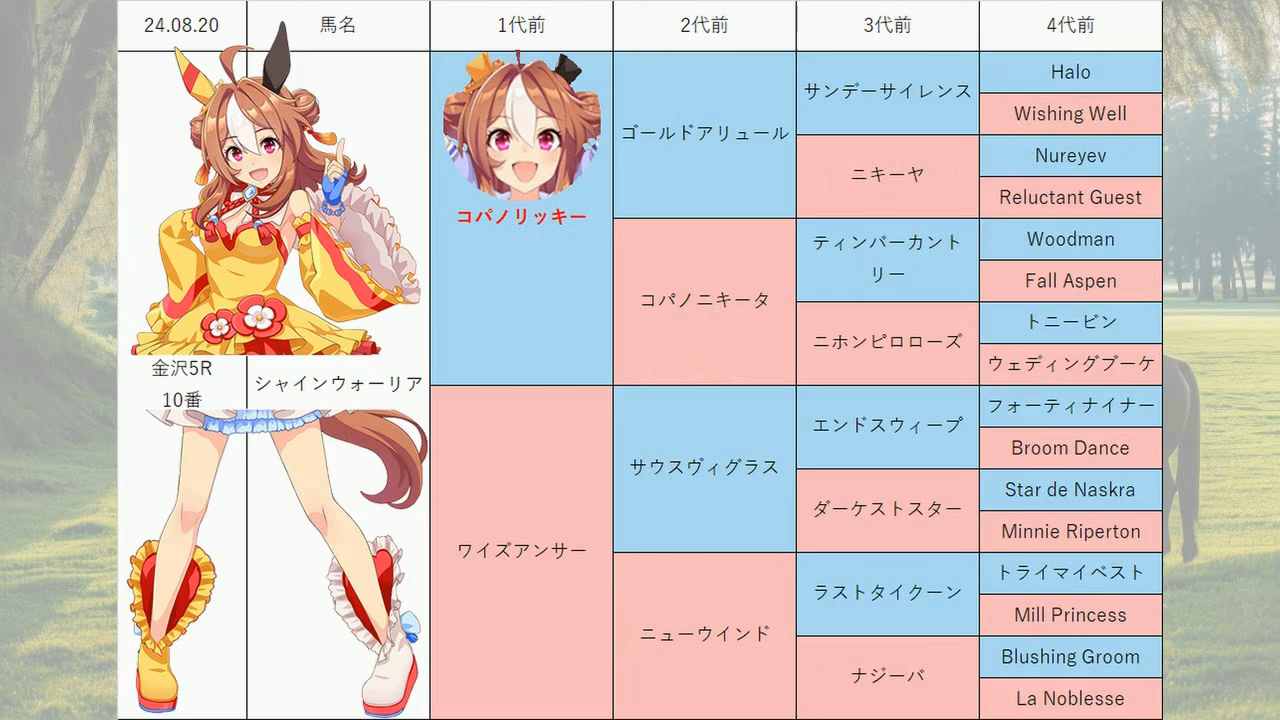 24.08.20
馬名
1代前
2代前
3代前
4代前
コパノリッキー
ゴールドアリュール
サンデーサイレンス
Halo
Wishing Well
ニキーヤ
Nureyev
Reluctant Guest
コパノニキータ
ティンバーカント
リー
Woodman
Fall Aspen
ニホンピロローズ
トニービン
ウェディングブーケ
金沢5R
10番
シャインウォーリア
ワイズアンサー
サウスヴィグラス
エンドスウィープ
フォーティナイナー
Broom Dance
ダーケストスター
Star de Naskra
Minnie Riperton
ニューウインド
ラストタイクーン
トライマイベスト
Mill Princess
ナジーバ
Blushing Groom
La Noblesse